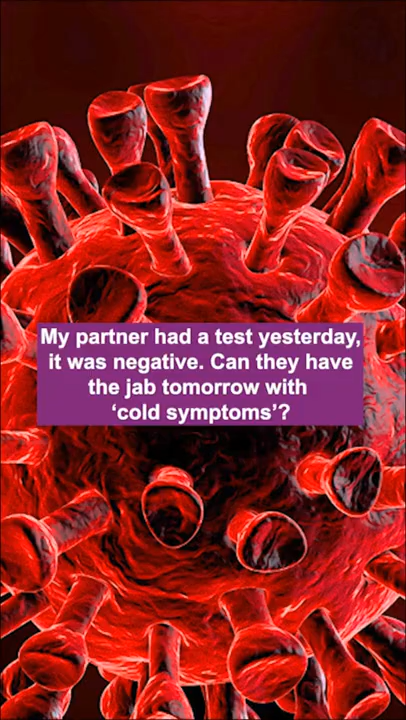 My partner had a test yesterday,
it was negative. Can they have
the jab tomorrow with
‘cold symptoms’?